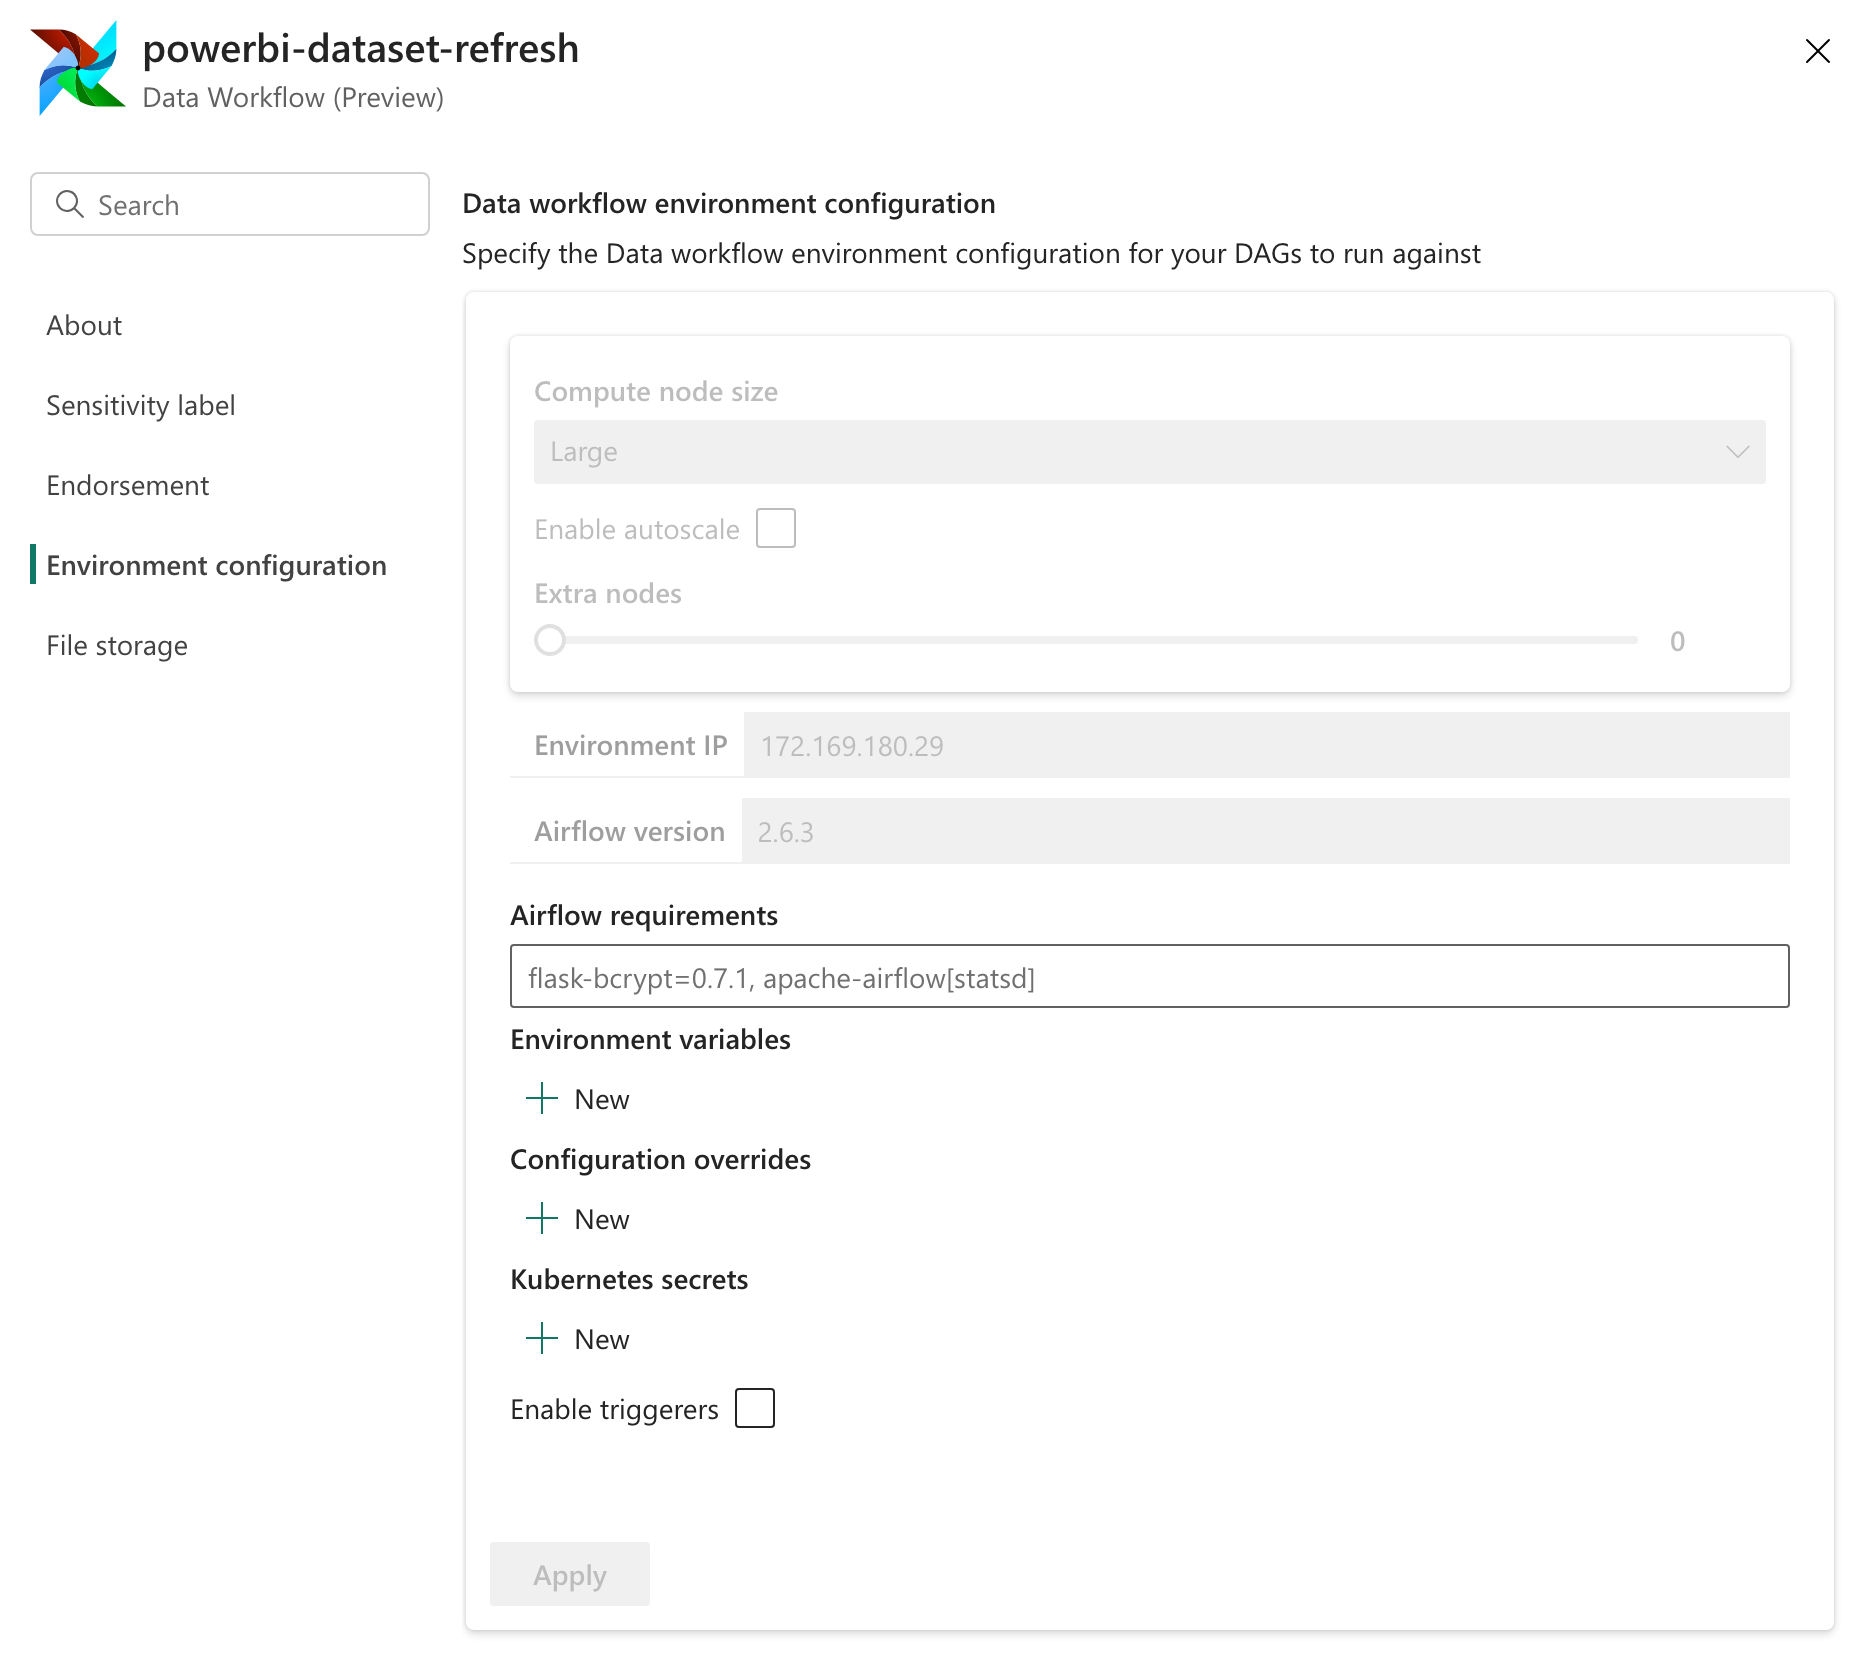 powerbi-dataset-refresh
Data Workflow (Preview)
Search
About
Sensitivity label
Endorsement
Environment configuration
File storage
Data workflow environment configuration
Specify the Data workflow environment configuration for your DAGs to run against
Compute node size
Large
Enable autoscale
Extra nodes
0
Environment IP 172.169.180.29
Airflow version 2.6.3
Airflow requirements
flask-bcrypt=0.7.1, apache-airflow[statsd]
Environment variables
New
Configuration overrides
New
Kubernetes secrets
New
Enable triggerers
Apply